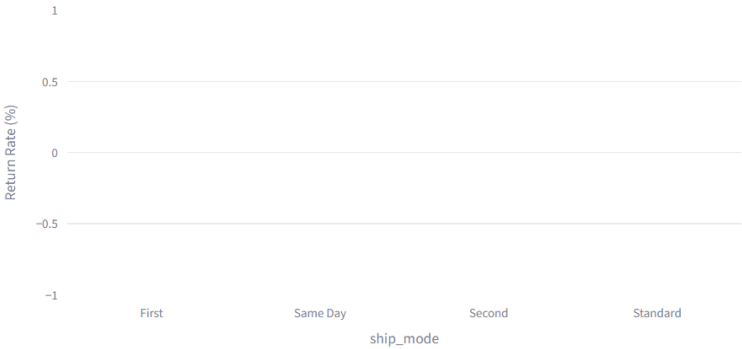 1
0.5
0
−0.5
−1
Return Rate (%)
First Same Day Second Standard
ship_mode